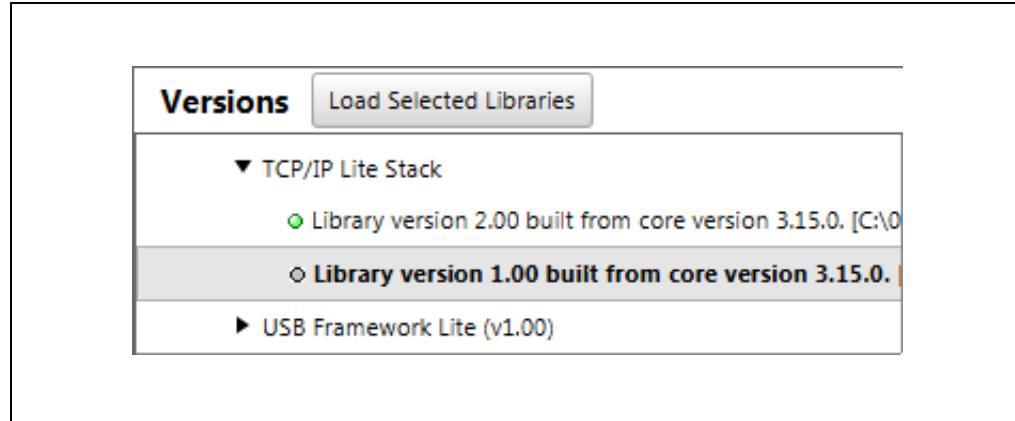 Versions Load Selected Libraries
TCP/IP Lite Stack
Library version 2.00 built from core version 3.15.0. [C:\0
Library version 1.00 built from core version 3.15.0. [
USB Framework Lite (v1.00)